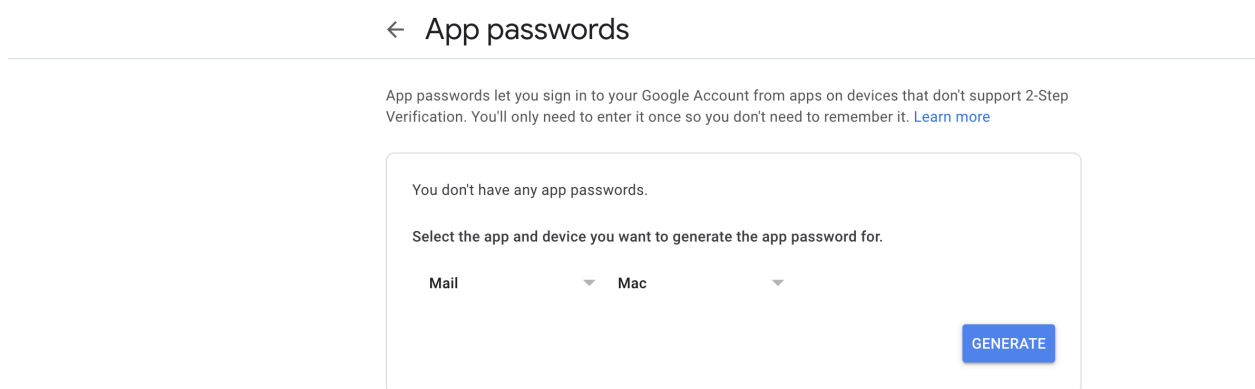 App passwords
App passwords let you sign in to your Google Account from apps on devices that don't support 2-Step
Verification. You'll only need to enter it once so you don't need to remember it. Learn more
You don't have any app passwords.
Select the app and device you want to generate the app password for.
Mail Mac
GENERATE